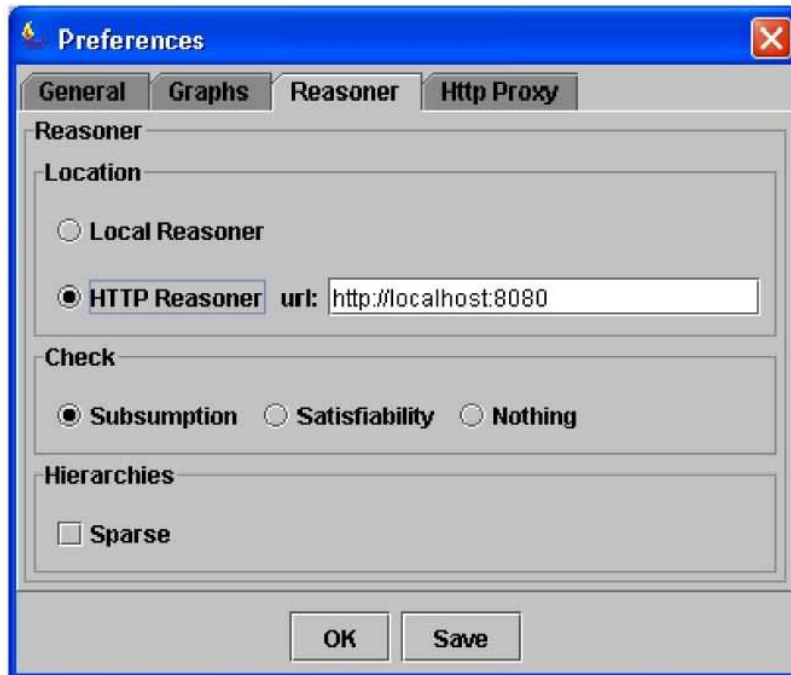 Preferences
General Graphs Reasoner Http Proxy
Reasoner
Location
Local Reasoner
HTTP Reasoner url: http://localhost:8080
Check
Subsumption Satisfiability Nothing
Hierarchies
Sparse
OK Save